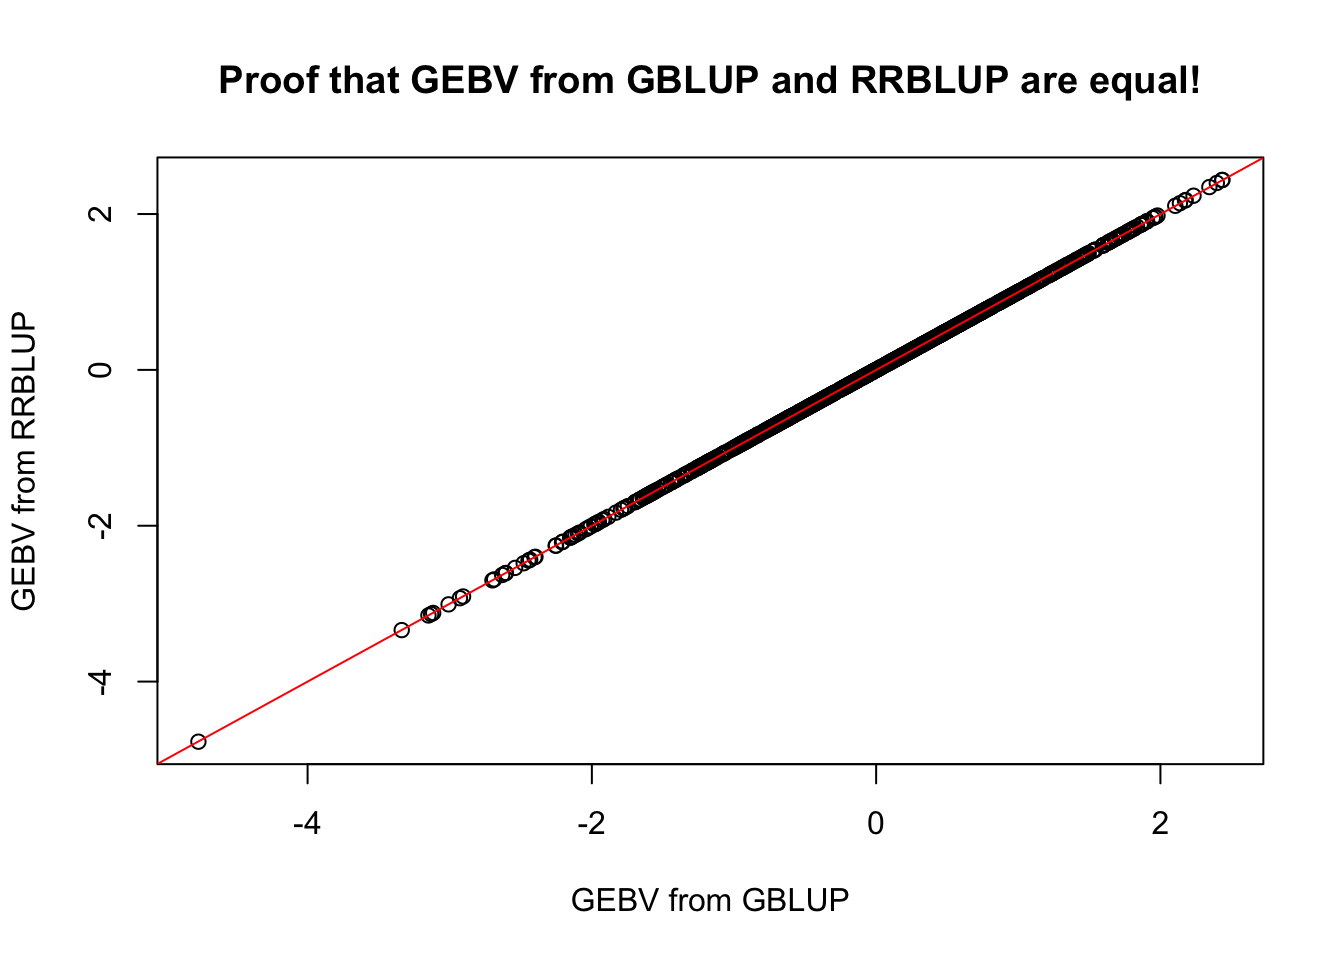 Proof that GEBV from GBLUP and RRBLUP are equal!
GEBV from RRBLUP
2
0
-2
-4
-4
-2
0
2
GEBV from GBLUP